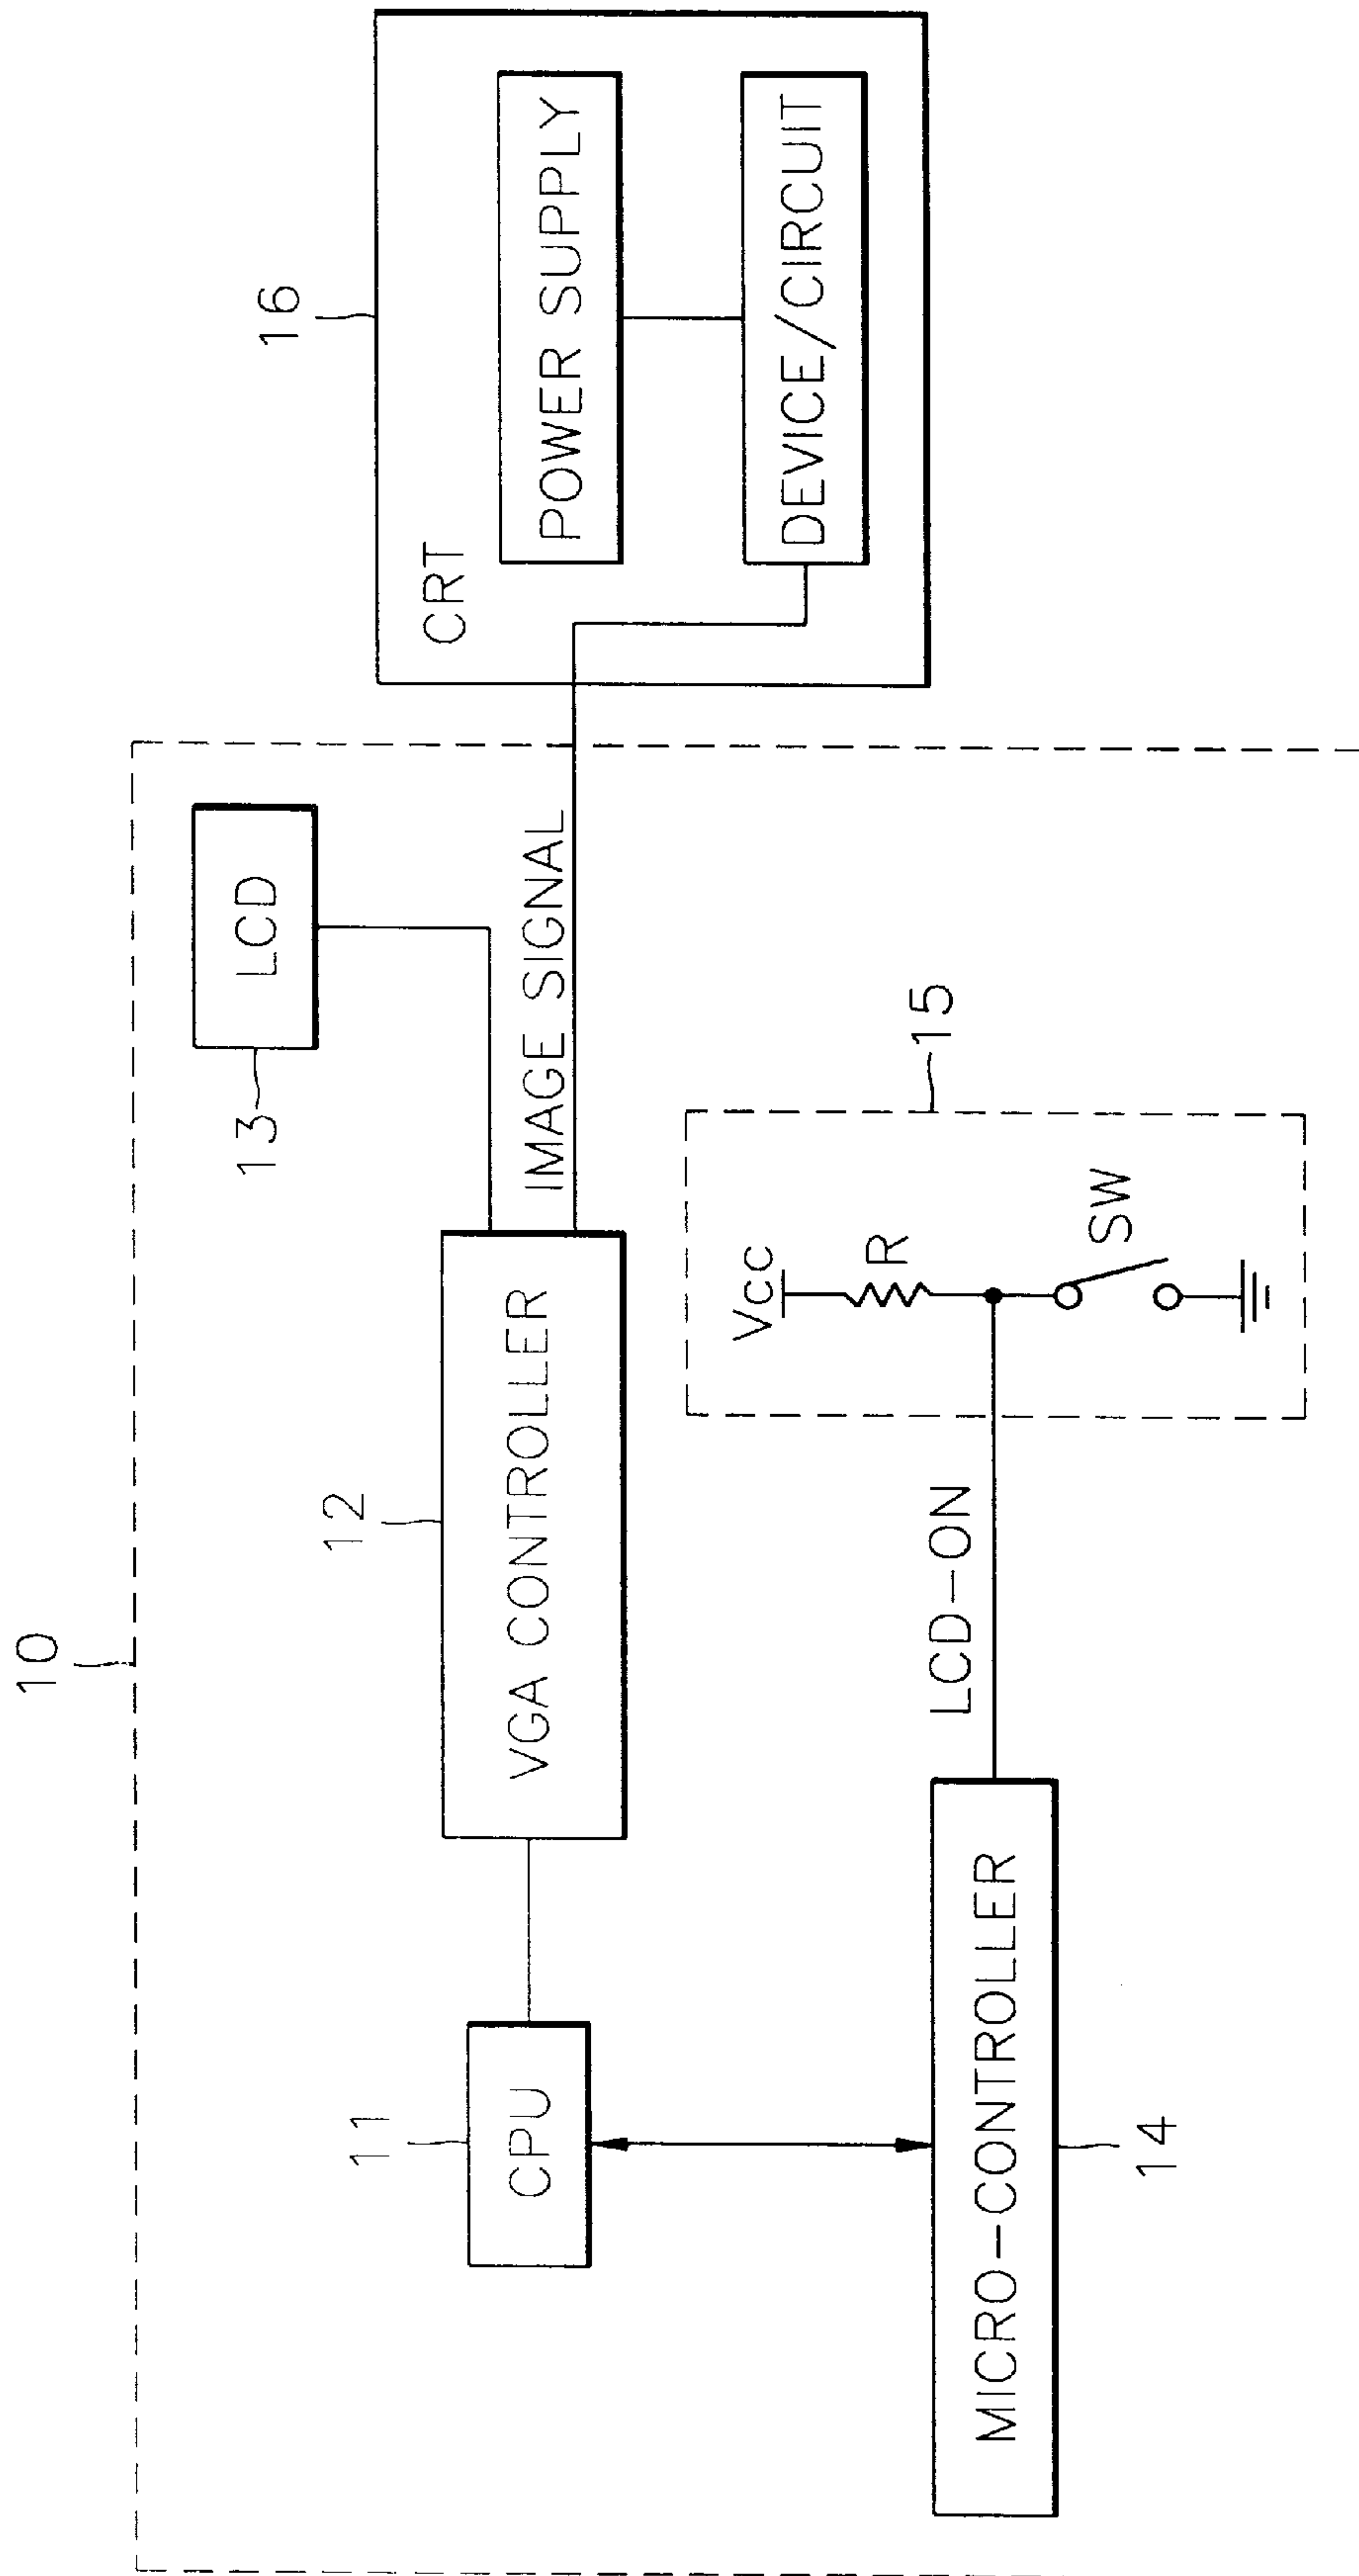 10
16
CRT
POWER SUPPLY
DEVICE/CIRCUIT
13
LCD
12
VGA CONTROLLER
IMAGE SIGNAL
11
CPU
15
Vcc
R
SW
LCD-ON
MICRO-CONTROLLER
14